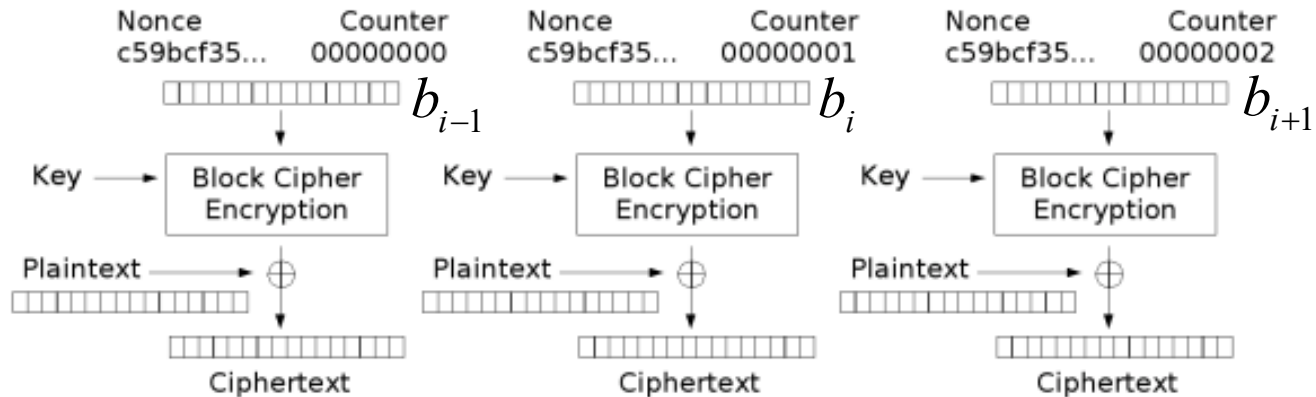 Nonce Counter Nonce Counter Nonce Counter
c59bcf35... 00000000 c59bcf35... 00000001 c59bcf35... 00000002
b_{i-1} b_i b_{i+1}
Key Block Cipher Key Block Cipher Key Block Cipher
Encryption Encryption Encryption
Plaintext Plaintext Plaintext
Ciphertext Ciphertext Ciphertext